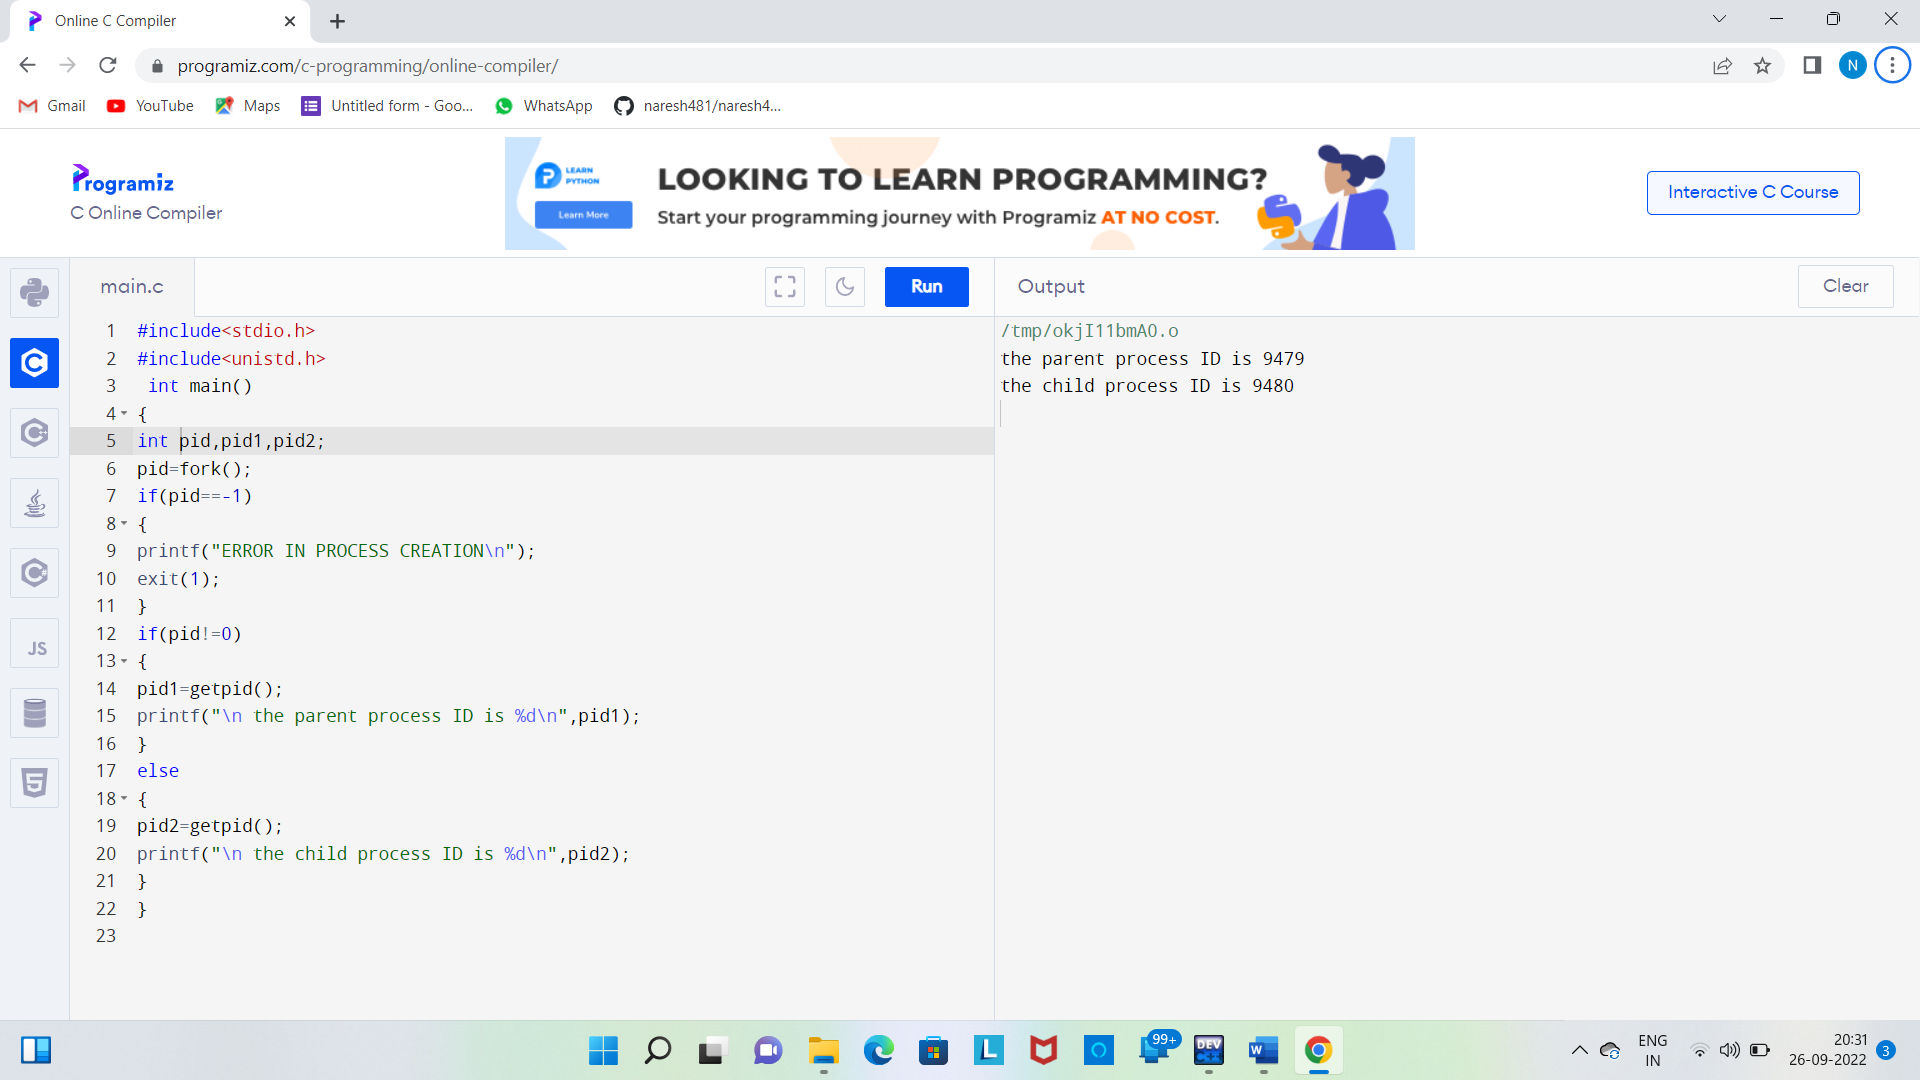 Online C Compiler
programiz.com/c-programming/online-compiler/
N
Gmail
YouTube
Maps
Untitled form - Goo...
WhatsApp
naresh481/naresh4...
Programiz
C Online Compiler
LEARN
PYTHON
Learn More
LOOKING TO LEARN PROGRAMMING?
Start your programming journey with Programiz AT NO COST.
Interactive C Course
main.c
Run
Output
Clear
1 #include<stdio.h>
2 #include<unistd.h>
3 int main()
4 {
5 int pid,pid1,pid2;
6 pid=fork();
7 if(pid==-1)
8 {
9 printf("ERROR IN PROCESS CREATION\n");
10 exit(1);
11 }
12 if(pid!=0)
13 {
14 pid1=getpid();
15 printf("\n the parent process ID is %d\n",pid1);
16 }
17 else
18 {
19 pid2=getpid();
20 printf("\n the child process ID is %d\n",pid2);
21 }
22 }
23
/tmp/okjI11bmAO.o
the parent process ID is 9479
the child process ID is 9480
JS
99+
DEV
ENG
IN
20:31
26-09-2022
3